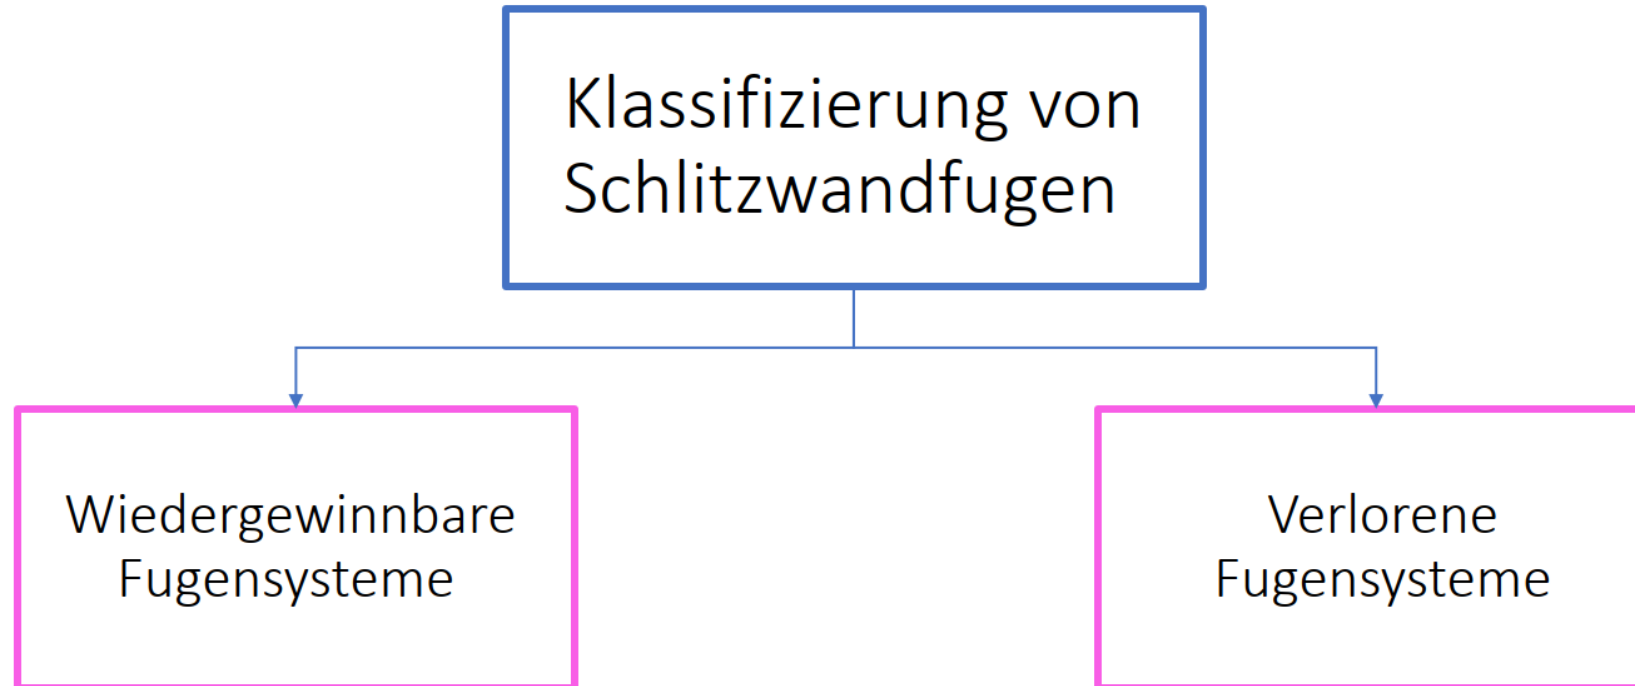 Klassifizierung von
Schlitzwandfugen
Wiedergewinnbare
Fugensysteme
Verlorene
Fugensysteme